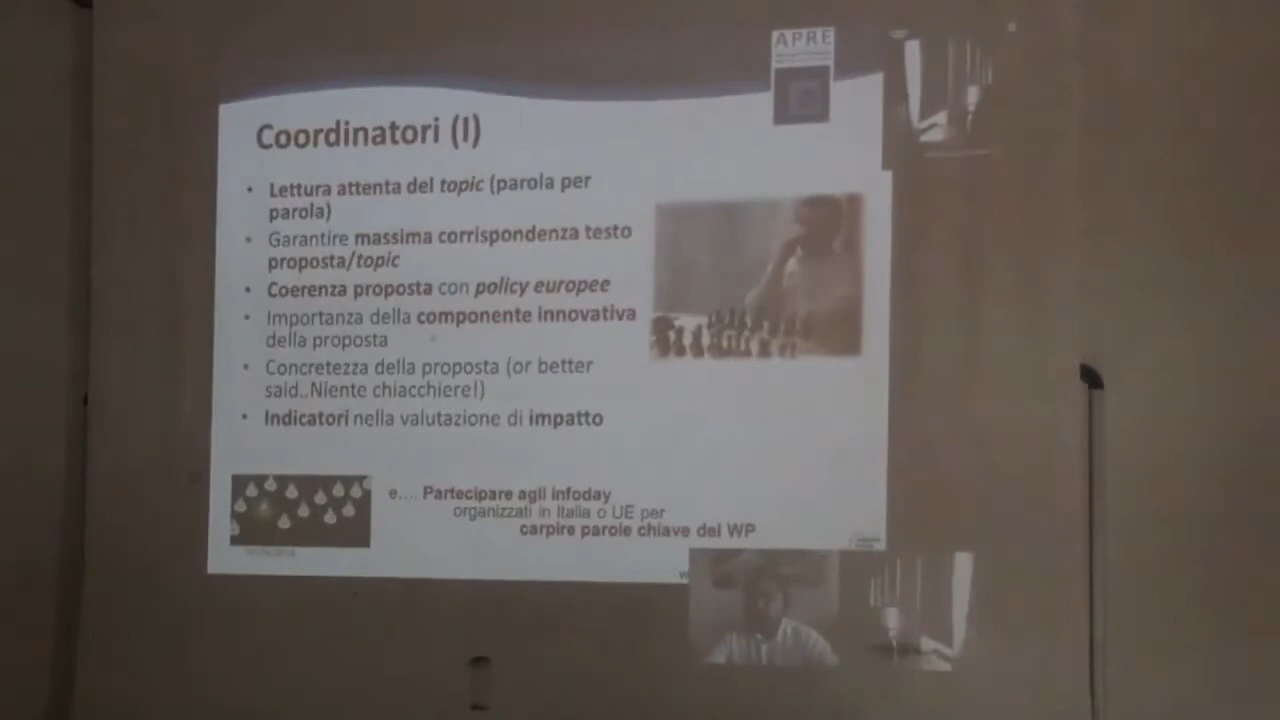 APRE
Coordinatori (I)
• Lettura attenta del topic (parola per
parola)
• Garantire massima corrispondenza testo
proposta/topic
• Coerenza proposta con policy europee
• Importanza della componente innovativa
della proposta
• Concretezza della proposta (or better
said..Niente chiacchiere!)
• Indicatori nella valutazione di impatto
e.... Partecipare agli infoday
organizzati in Italia o UE per
carpire parole chiave del WP